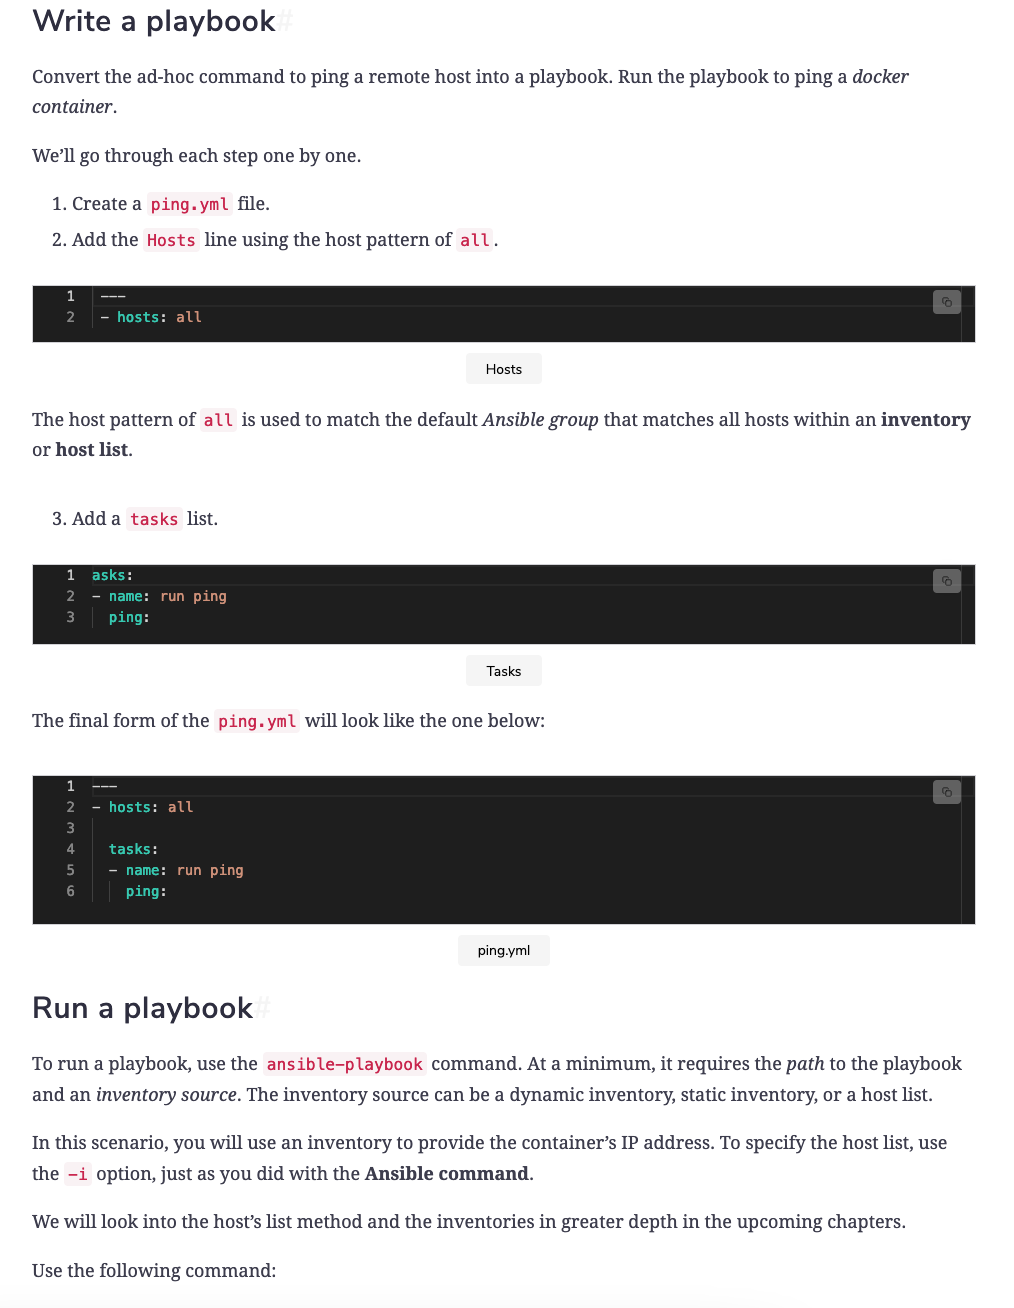 Write a playbook#
Convert the ad-hoc command to ping a remote host into a playbook. Run the playbook to ping a docker
container.
We’ll go through each step one by one.
1. Create a ping.yml file.
2. Add the Hosts line using the host pattern of all.
1 ---
2 - hosts: all
Hosts
The host pattern of all is used to match the default Ansible group that matches all hosts within an inventory
or host list.
3. Add a tasks list.
1 asks:
2 - name: run ping
3 ping:
Tasks
The final form of the ping.yml will look like the one below:
1 ---
2 - hosts: all
3
4 tasks:
5 - name: run ping
6 ping:
ping.yml
Run a playbook#
To run a playbook, use the ansible-playbook command. At a minimum, it requires the path to the playbook
and an inventory source. The inventory source can be a dynamic inventory, static inventory, or a host list.
In this scenario, you will use an inventory to provide the container’s IP address. To specify the host list, use
the -i option, just as you did with the Ansible command.
We will look into the host’s list method and the inventories in greater depth in the upcoming chapters.
Use the following command: